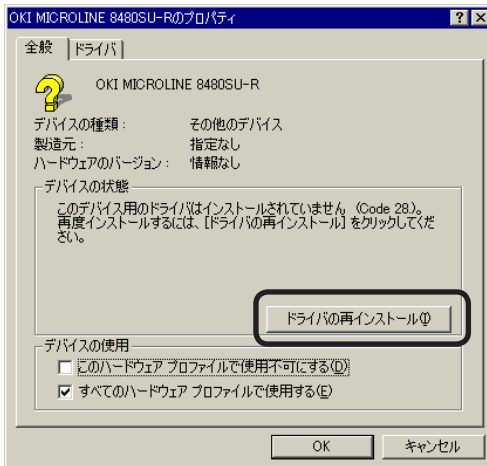 OKI MICROLINE 8480SU-Rのプロパティ
全般 ドライバ
OKI MICROLINE 8480SU-R
デバイスの種類： その他のデバイス
製造元： 指定なし
ハードウェアのバージョン： 情報なし
デバイスの状態
このデバイス用のドライバはインストールされていません (Code 28)。
再度インストールするには、[ドライバの再インストール] をクリックしてくだ
さい。
ドライバの再インストール(I)
デバイスの使用
このハードウェア プロファイルで使用不可にする(D)
すべてのハードウェア プロファイルで使用する(E)
OK キャンセル